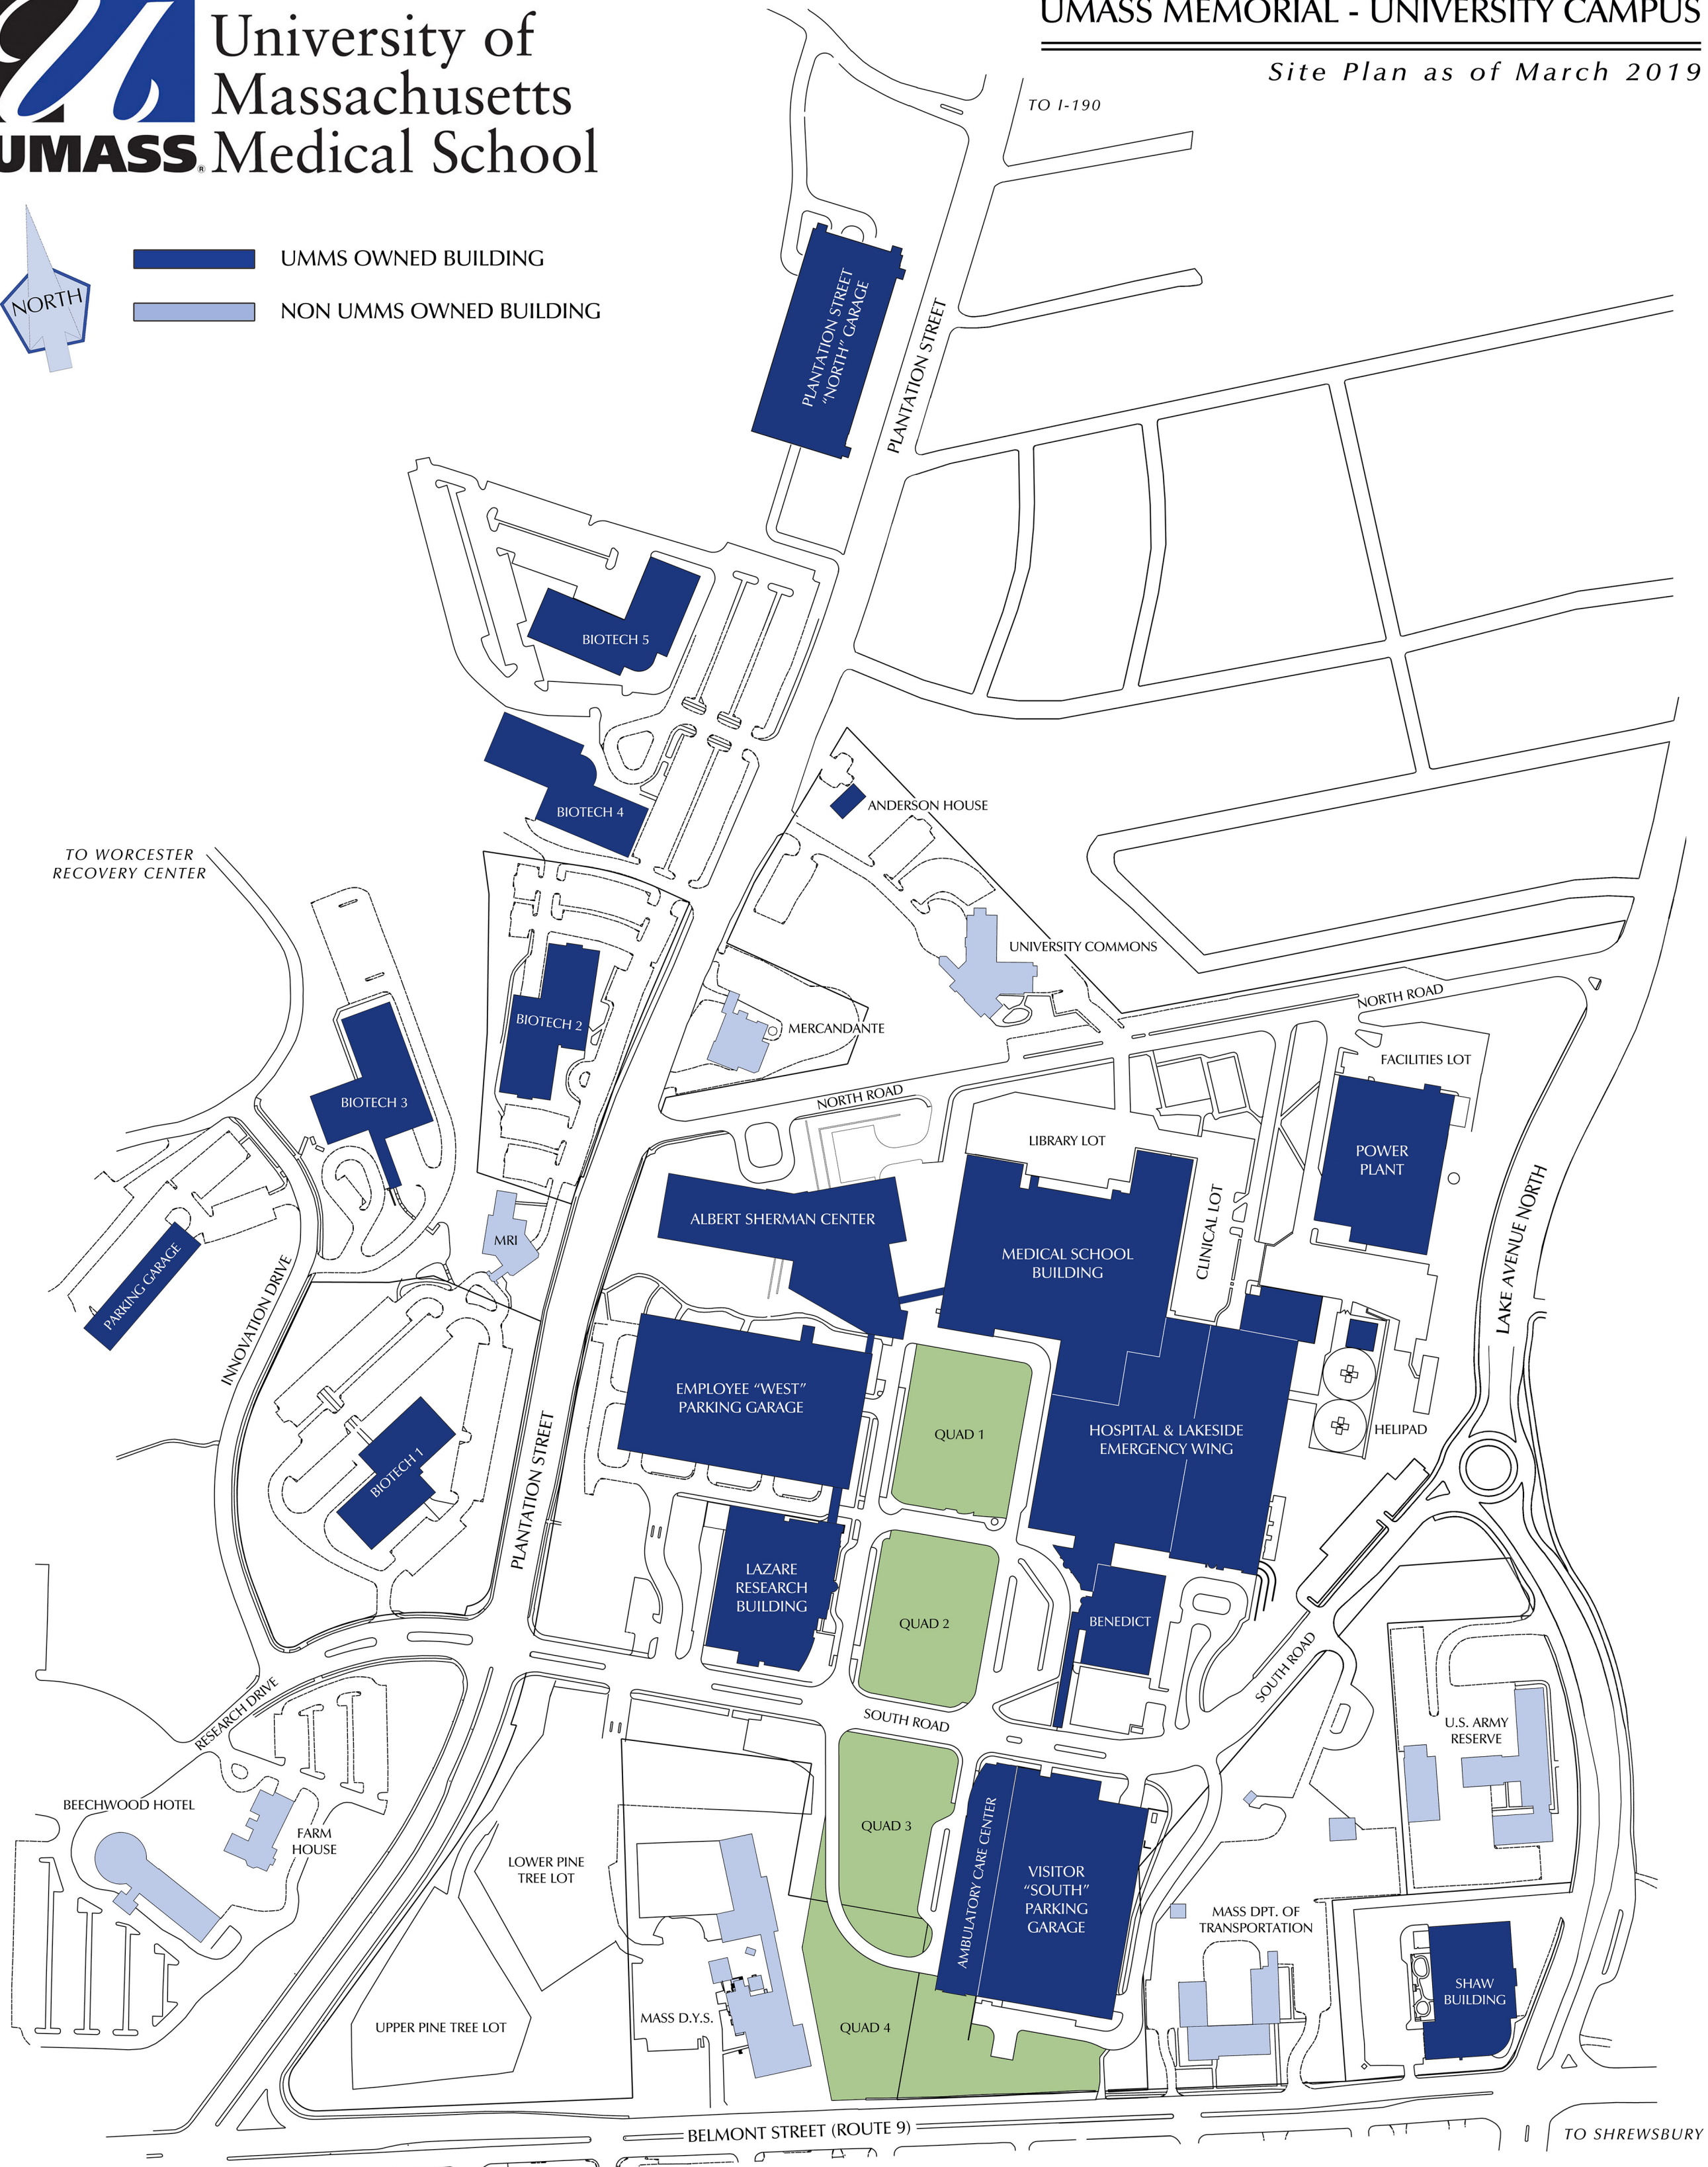 University of
Massachusetts
UMASS® Medical School
UMASS MEMORIAL - UNIVERSITY CAMPUS
Site Plan as of March 2019
TO I-190
NORTH
UMMS OWNED BUILDING
NON UMMS OWNED BUILDING
PLANTATION STREET
"NORTH" GARAGE
PLANTATION STREET
BIOTECH 5
BIOTECH 4
ANDERSON HOUSE
TO WORCESTER
RECOVERY CENTER
UNIVERSITY COMMONS
NORTH ROAD
BIOTECH 2
MERCANDANTE
FACILITIES LOT
BIOTECH 3
NORTH ROAD
LIBRARY LOT
POWER
PLANT
ALBERT SHERMAN CENTER
CLINICAL LOT
LAKE AVENUE NORTH
MRI
MEDICAL SCHOOL
BUILDING
PARKING GARAGE
INNOVATION DRIVE
EMPLOYEE "WEST"
PARKING GARAGE
QUAD 1
HOSPITAL & LAKESIDE
EMERGENCY WING
HELIPAD
BIOTECH 1
PLANTATION STREET
LAZARE
RESEARCH
BUILDING
QUAD 2
BENEDICT
SOUTH ROAD
RESEARCH DRIVE
SOUTH ROAD
U.S. ARMY
RESERVE
BEECHWOOD HOTEL
FARM
HOUSE
QUAD 3
LOWER PINE
TREE LOT
AMBULATORY CARE CENTER
VISITOR
"SOUTH"
PARKING
GARAGE
MASS DPT. OF
TRANSPORTATION
SHAW
BUILDING
MASS D.Y.S.
UPPER PINE TREE LOT
QUAD 4
BELMONT STREET (ROUTE 9)
TO SHREWSBURY